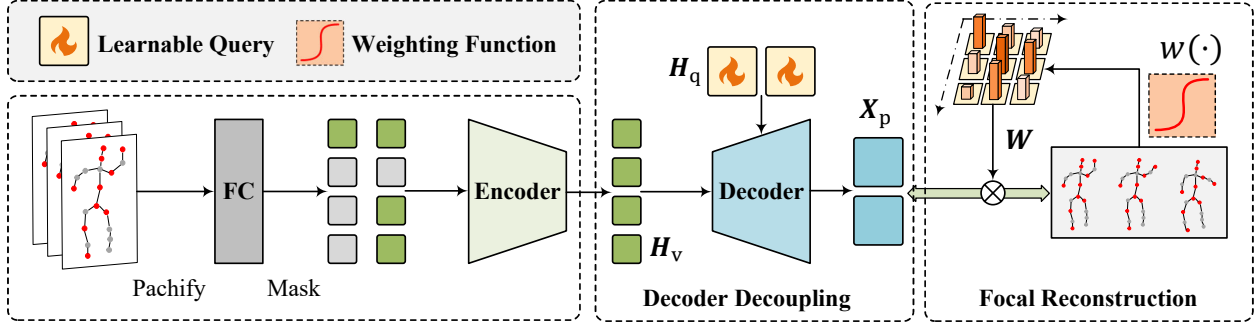 Learnable Query
Weighting Function
FC
Encoder
Pachify
Mask
H_q
H_v
Decoder
X_p
Decoder Decoupling
w(·)
W
Focal Reconstruction